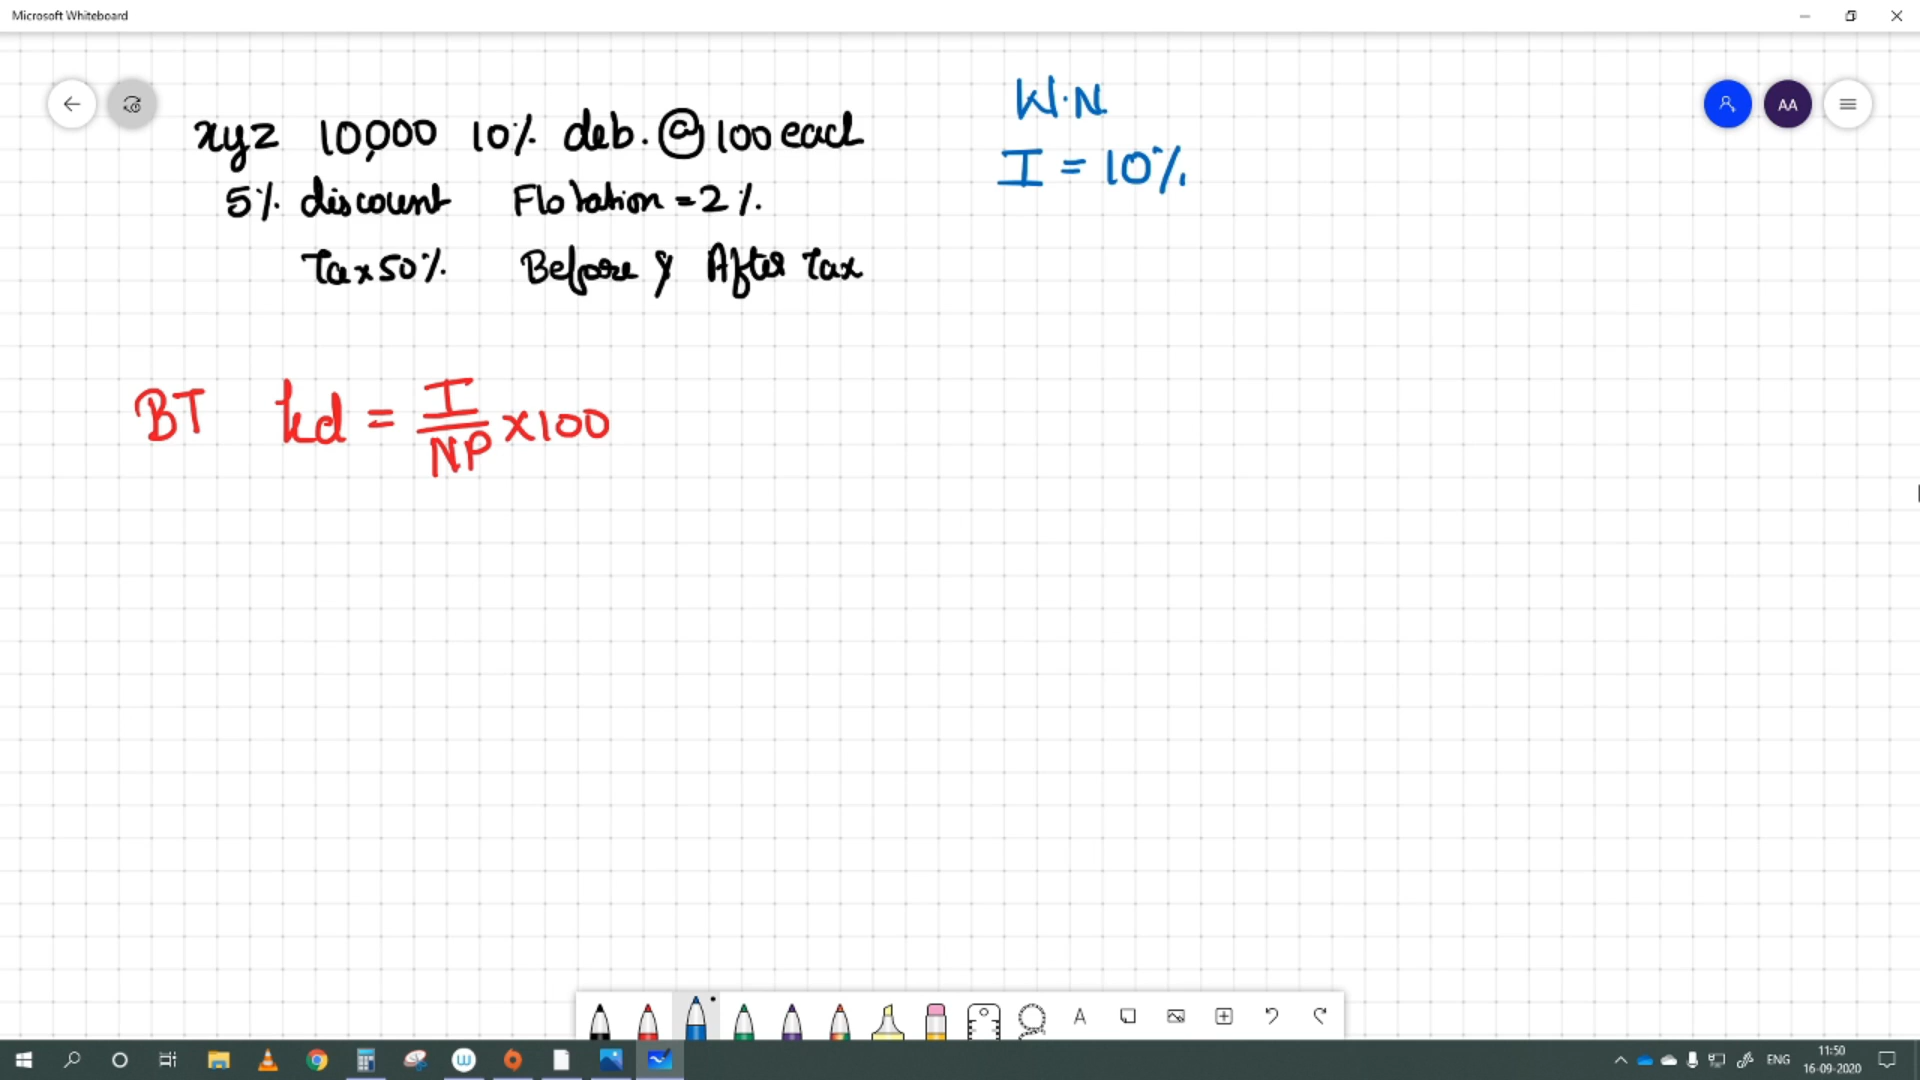 Microsoft Whiteboard
xyz 10,000 10% deb. @ 100 each
5% discount Flotation = 2%.
Tax 50% Before & After Tax
W.N.
I = 10%
AA
BT kd = I/NP × 100
A
ENG
11:50
16-09-2020